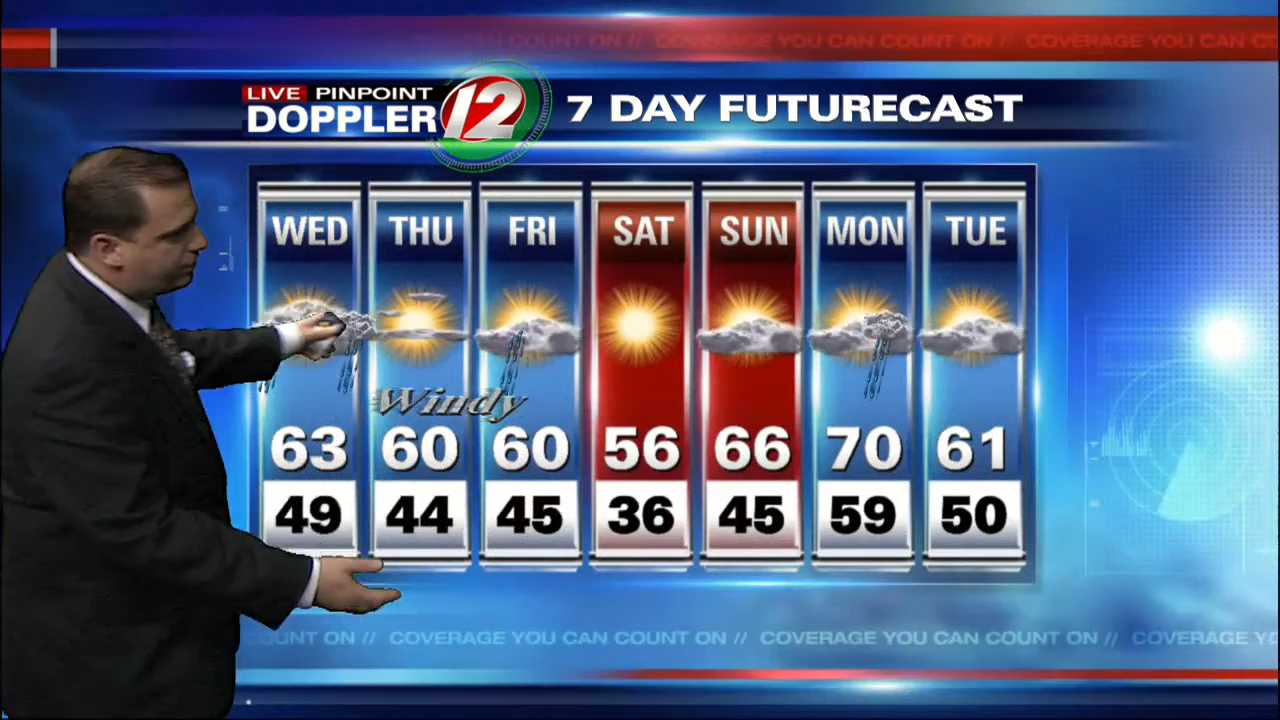 COUNT ON // COVERAGE YOU CAN COUNT ON // COVERAGE YOU CAN
LIVE PINPOINT
DOPPLER 12
7 DAY FUTURECAST
WED THU FRI SAT SUN MON TUE
Windy
63 60 60 56 66 70 61
49 44 45 36 45 59 50
ON // COVERAGE YOU CAN COUNT ON // COVERAGE YOU CAN COUNT ON // COVERAGE